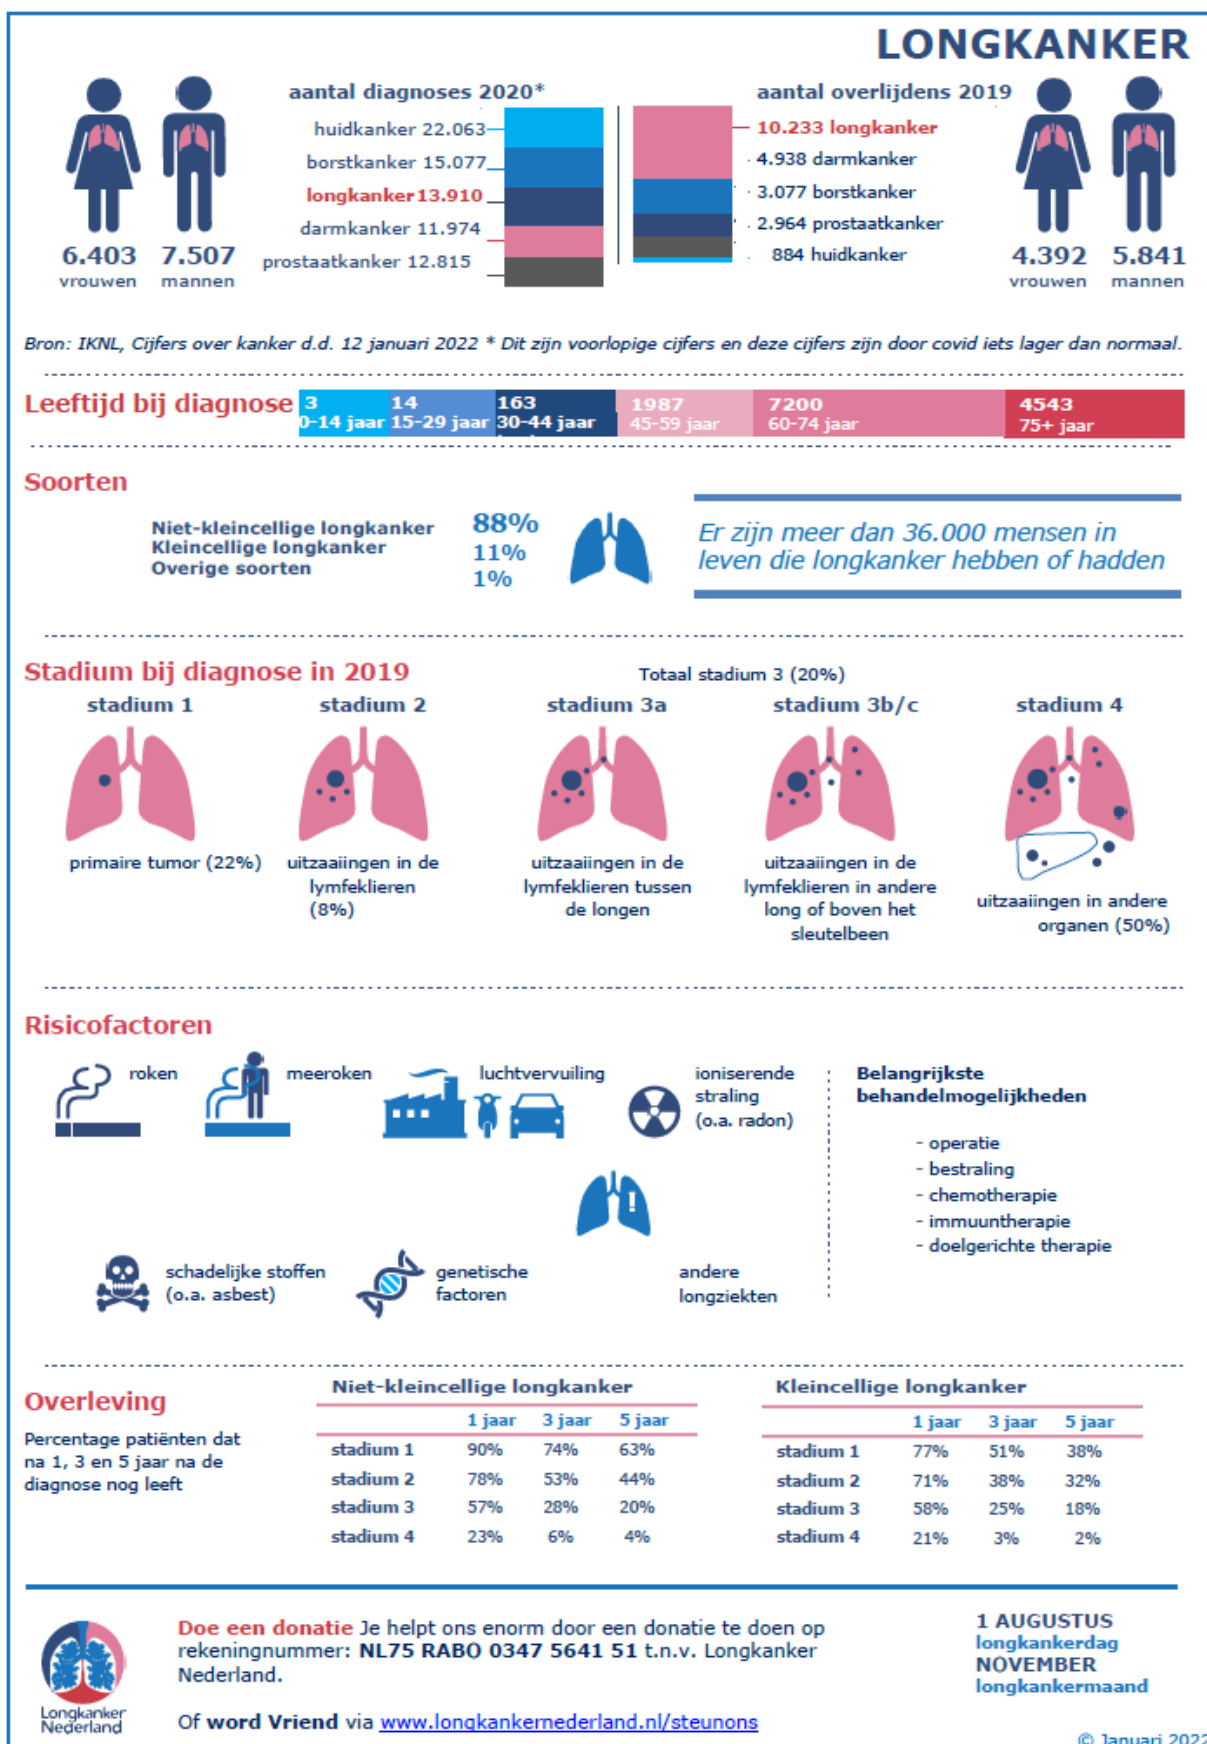 LONGKANKER
6.403
vrouwen
7.507
mannen
aantal diagnoses 2020*
huidkanker 22.063
borstkanker 15.077
longkanker 13.910
darmkanker 11.974
prostaatkanker 12.815
aantal overlijdens 2019
10.233 longkanker
4.938 darmkanker
3.077 borstkanker
2.964 prostaatkanker
884 huidkanker
4.392
vrouwen
5.841
mannen
Bron: IKNL, Cijfers over kanker d.d. 12 januari 2022 * Dit zijn voorlopige cijfers en deze cijfers zijn door covid iets lager dan normaal.
Leeftijd bij diagnose
3
0-14 jaar
14
15-29 jaar
163
30-44 jaar
1987
45-59 jaar
7200
60-74 jaar
4543
75+ jaar
Soorten
Niet-kleincellige longkanker 88%
Kleincellige longkanker 11%
Overige soorten 1%
Er zijn meer dan 36.000 mensen in
leven die longkanker hebben of hadden
Stadium bij diagnose in 2019
Totaal stadium 3 (20%)
stadium 1
primaire tumor (22%)
stadium 2
uitzaaiingen in de
lymfeklieren
(8%)
stadium 3a
uitzaaiingen in de
lymfeklieren tussen
de longen
stadium 3b/c
uitzaaiingen in de
lymfeklieren in andere
long of boven het
sleutelbeen
stadium 4
uitzaaiingen in andere
organen (50%)
Risicofactoren
roken
meeroken
luchtvervuiling
ioniserende
straling
(o.a. radon)
schadelijke stoffen
(o.a. asbest)
genetische
factoren
!
andere
longziekten
Belangrijkste
behandelmogelijkheden
- operatie
- bestraling
- chemotherapie
- immuuntherapie
- doelgerichte therapie
Overleving
Percentage patiënten dat
na 1, 3 en 5 jaar na de
diagnose nog leeft
Niet-kleincellige longkanker
1 jaar 3 jaar 5 jaar
stadium 1 90% 74% 63%
stadium 2 78% 53% 44%
stadium 3 57% 28% 20%
stadium 4 23% 6% 4%
Kleincellige longkanker
1 jaar 3 jaar 5 jaar
stadium 1 77% 51% 38%
stadium 2 71% 38% 32%
stadium 3 58% 25% 18%
stadium 4 21% 3% 2%
Longkanker
Nederland
Doe een donatie Je helpt ons enorm door een donatie te doen op
rekeningnummer: NL75 RABO 0347 5641 51 t.n.v. Longkanker
Nederland.
Of word Vriend via www.longkankernederland.nl/steunons
1 AUGUSTUS
longkankerdag
NOVEMBER
longkankermaand
© Januari 2022